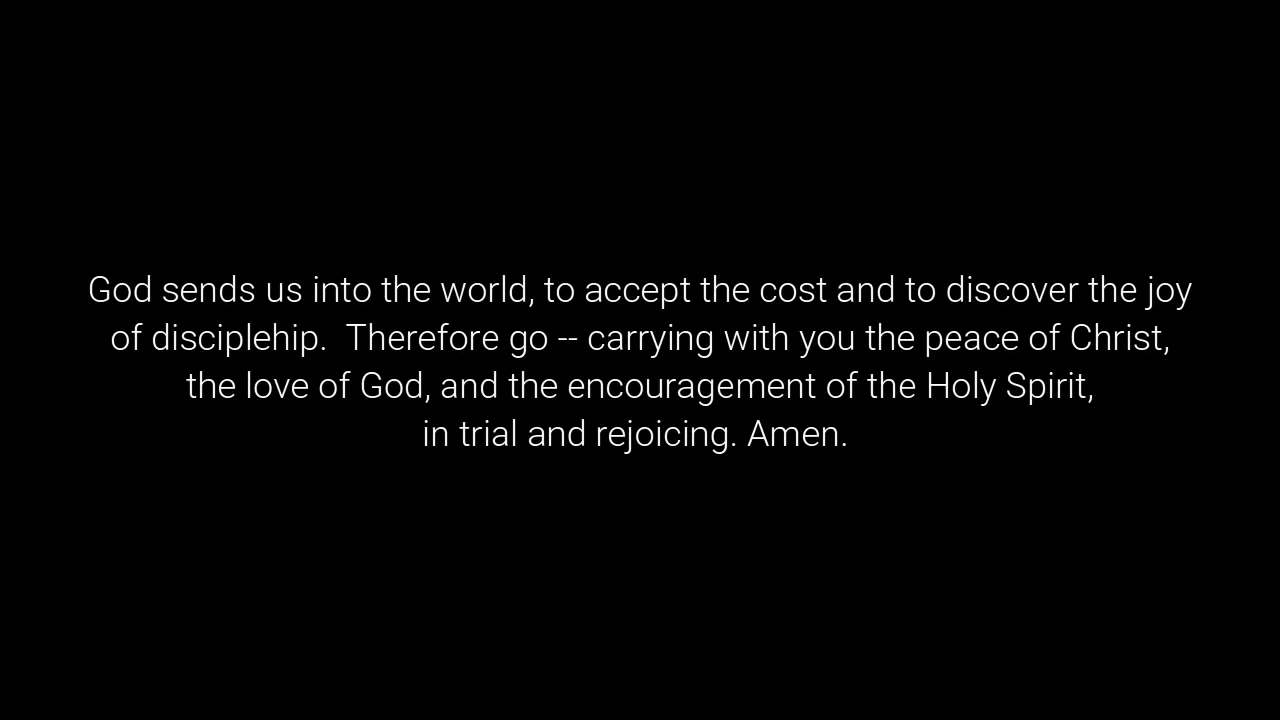 God sends us into the world, to accept the cost and to discover the joy
of disciplehip.  Therefore go -- carrying with you the peace of Christ,
the love of God, and the encouragement of the Holy Spirit,
in trial and rejoicing. Amen.